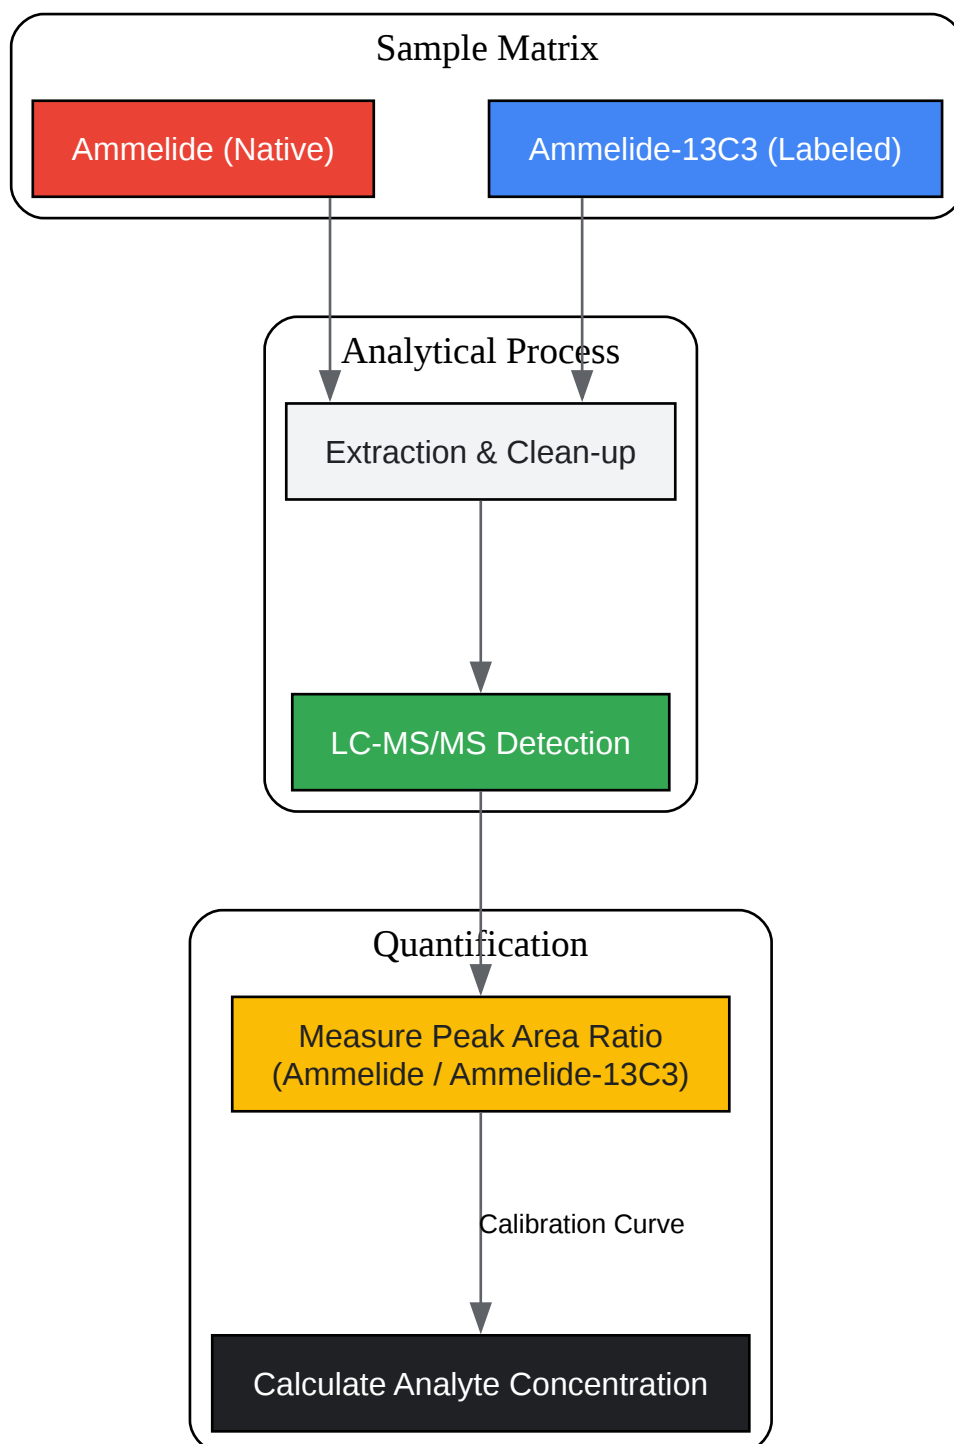 Sample Matrix
Ammelide (Native)
Ammelide-13C3 (Labeled)
Analytical Process
Extraction & Clean-up
LC-MS/MS Detection
Quantification
Measure Peak Area Ratio
(Ammelide / Ammelide-13C3)
Calibration Curve
Calculate Analyte Concentration